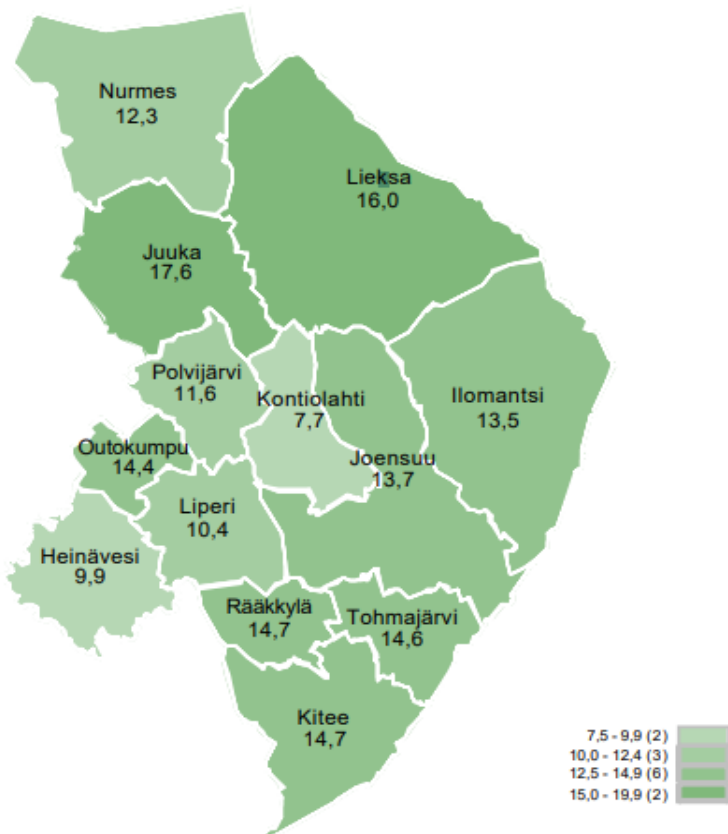 Nurmes
12,3
Lieksa
16,0
Juuka
17,6
Polvijärvi
11,6
Kontiolahti
7,7
Ilomantsi
13,5
Outokumpu
14,4
Joensuu
13,7
Liperi
10,4
Heinävesi
9,9
Rääkkylä
14,7
Tohmajärvi
14,6
Kitee
14,7
7,5 - 9,9 (2)
10,0 - 12,4 (3)
12,5 - 14,9 (6)
15,0 - 19,9 (2)